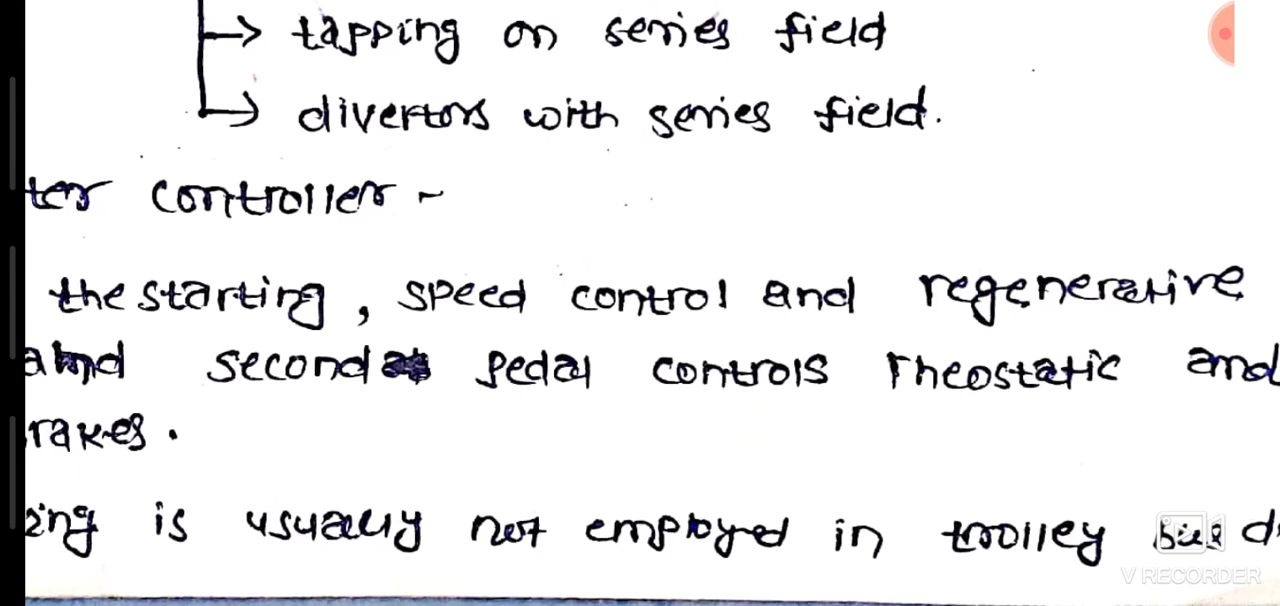 tapping on series field
divertors with series field.
ter controller -
the starting, speed control and regenerative
and second pedal controls rheostatic and
rakes.
ing is usually not employed in trolley bus d
V RECORDER